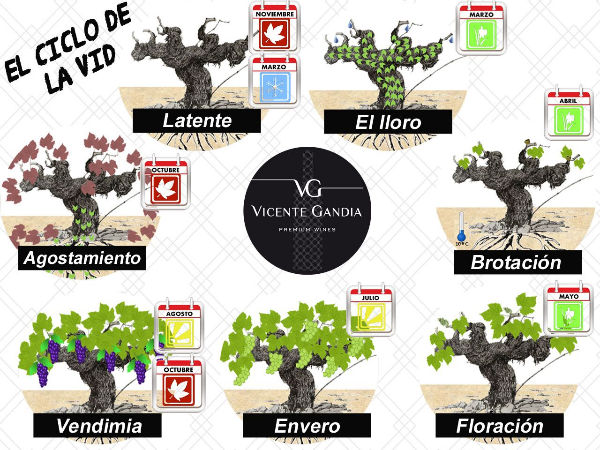 EL CICLO DE
LA VID
NOVIEMBRE
MARZO
Latente
MARZO
El lloro
ABRIL
10°C
Brotación
OCTUBRE
Agostamiento
VG
VICENTE GANDIA
PREMIUM WINES
AGOSTO
OCTUBRE
Vendimia
JULIO
Envero
MAYO
Floración